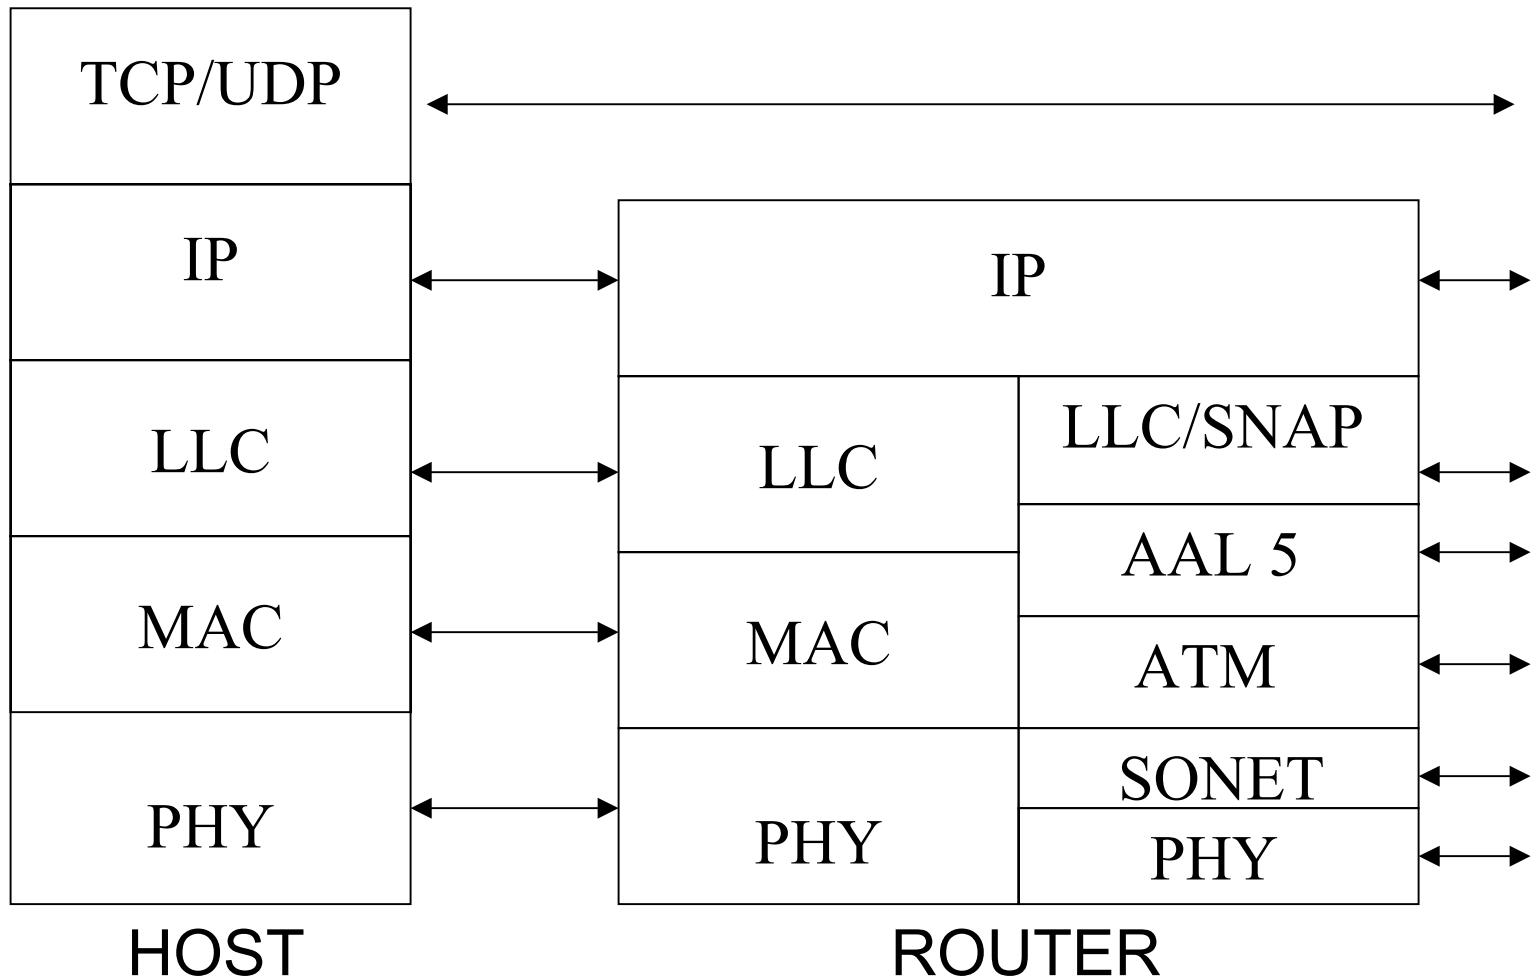 TCP/UDP
IP
LLC
MAC
PHY
HOST
IP
LLC
MAC
PHY
LLC/SNAP
AAL 5
ATM
SONET
PHY
ROUTER